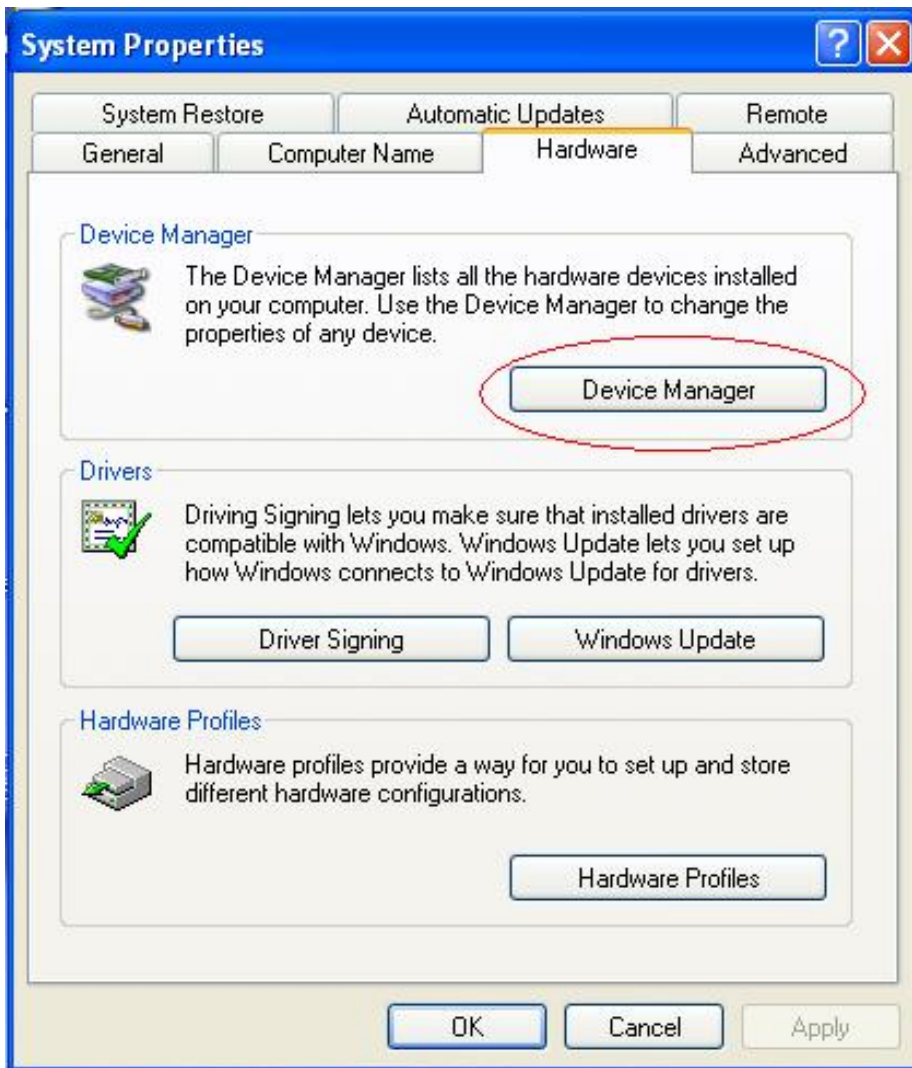 System Properties
System Restore
Automatic Updates
Remote
General
Computer Name
Hardware
Advanced
Device Manager
The Device Manager lists all the hardware devices installed
on your computer. Use the Device Manager to change the
properties of any device.
Device Manager
Drivers
Driving Signing lets you make sure that installed drivers are
compatible with Windows. Windows Update lets you set up
how Windows connects to Windows Update for drivers.
Driver Signing
Windows Update
Hardware Profiles
Hardware profiles provide a way for you to set up and store
different hardware configurations.
Hardware Profiles
OK
Cancel
Apply